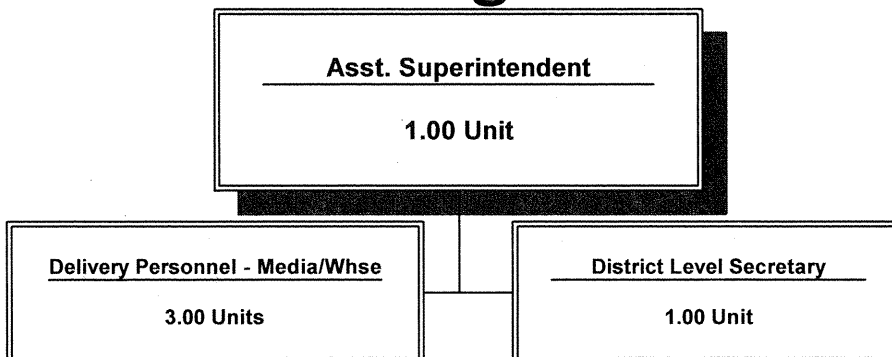 Asst. Superintendent
1.00 Unit
Delivery Personnel - Media/Whse
3.00 Units
District Level Secretary
1.00 Unit